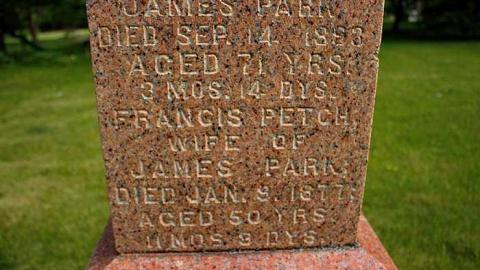 JAMES PARK
DIED SEP. 14, 1893
AGED 71 YRS.
3 MOS. 14 DYS.
FRANCIS PETCH
WIFE OF
JAMES PARK.
DIED JAN. 9. 1877.
AGED 50 YRS
11 MOS 9 DYS.